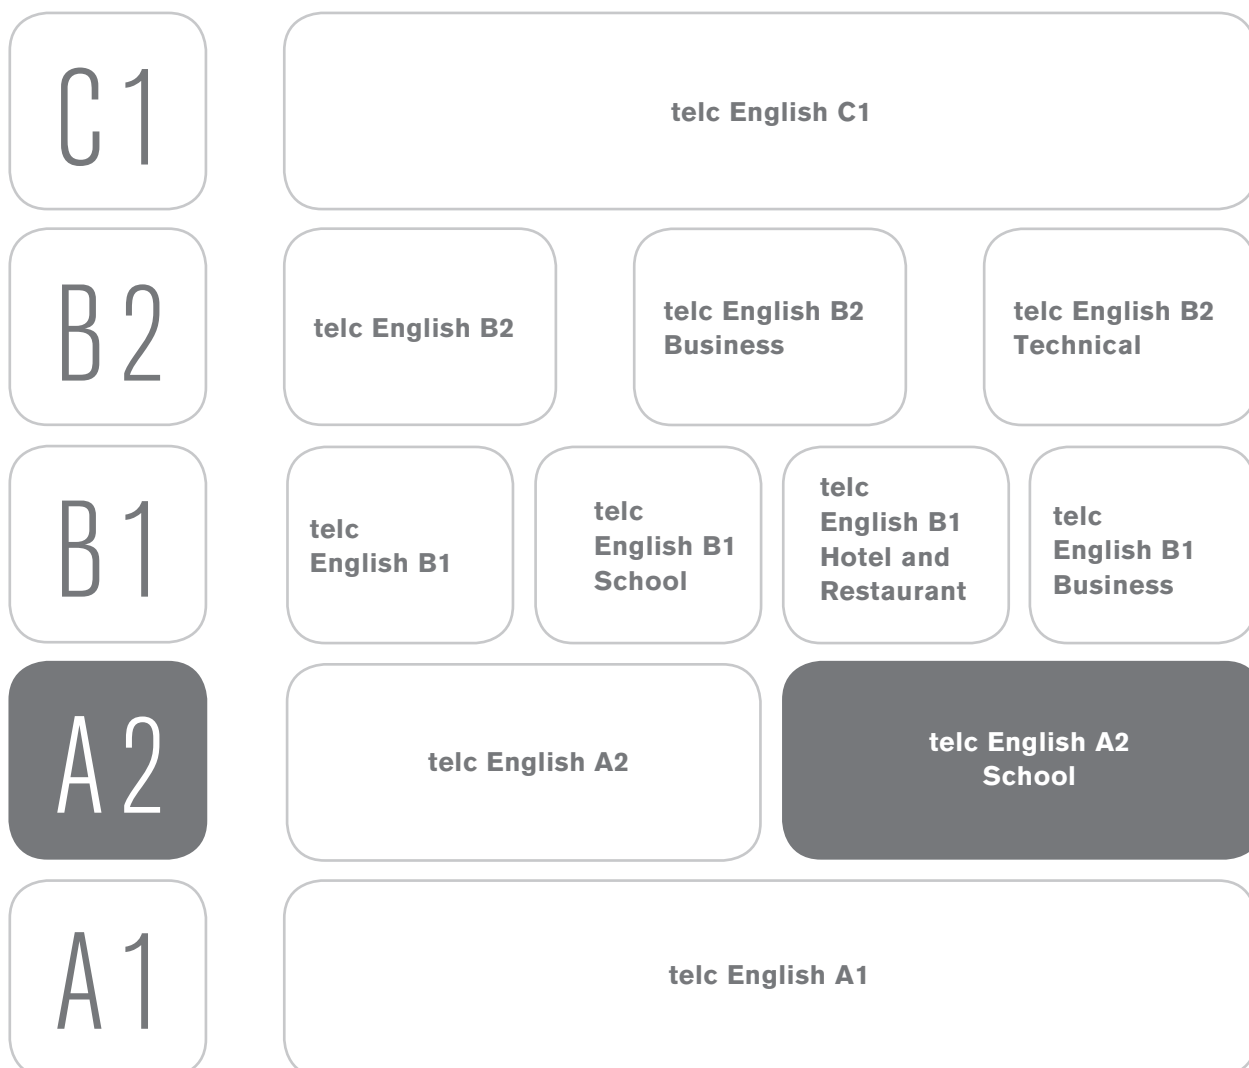 C1
telc English C1
B2
telc English B2
telc English B2
Business
telc English B2
Technical
B1
telc
English B1
telc
English B1
School
telc
English B1
Hotel and
Restaurant
telc
English B1
Business
A2
telc English A2
telc English A2
School
A1
telc English A1